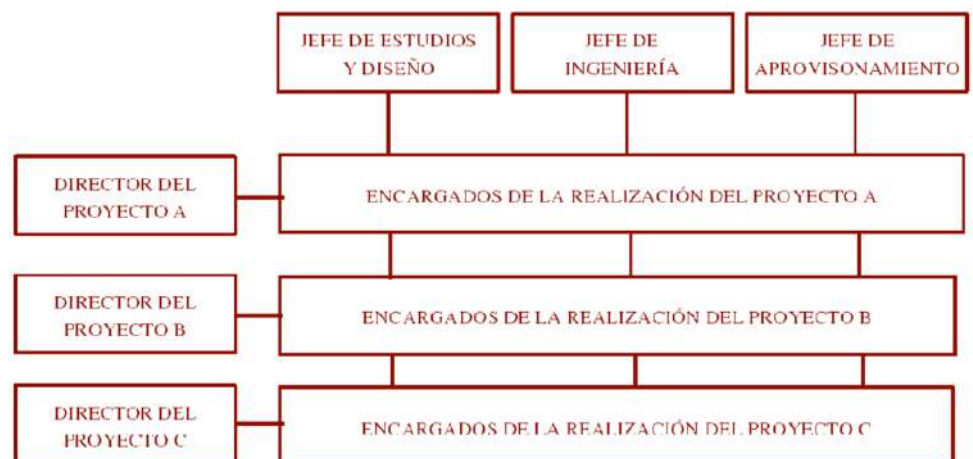 JEFE DE ESTUDIOS
Y DISEÑO
JEFE DE
INGENIERÍA
JEFE DE
APROVISONAMIENTO
DIRECTOR DEL
PROYECTO A
ENCARGADOS DE LA REALIZACIÓN DEL PROYECTO A
DIRECTOR DEL
PROYECTO B
ENCARGADOS DE LA REALIZACIÓN DEL PROYECTO B
DIRECTOR DEL
PROYECTO C
ENCARGADOS DE LA REALIZACIÓN DEL PROYECTO C